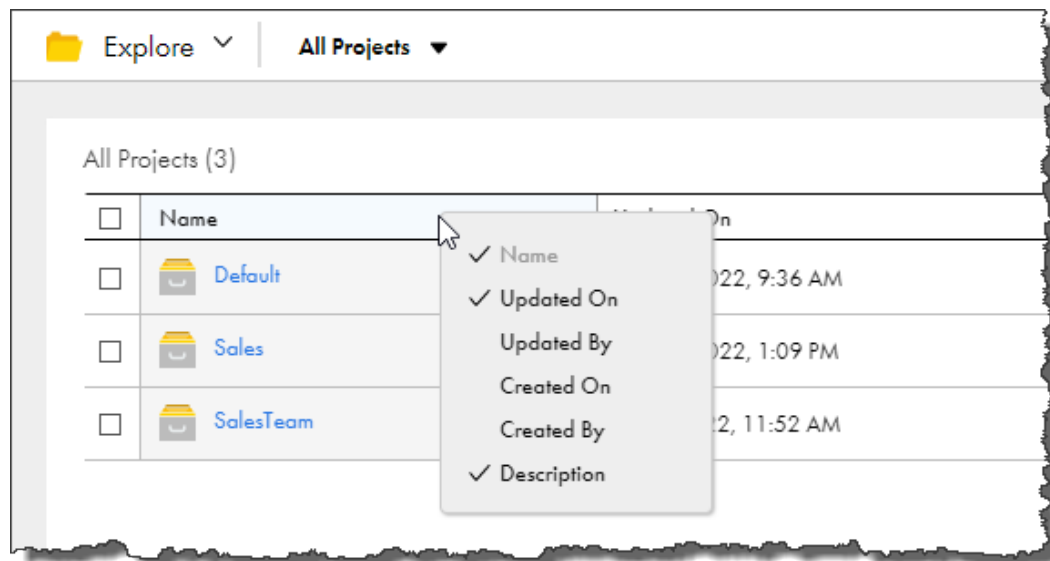 Explore All Projects
All Projects (3)
Name On
Default 022, 9:36 AM
Sales 022, 1:09 PM
SalesTeam 22, 11:52 AM
Name
Updated On
Updated By
Created On
Created By
Description